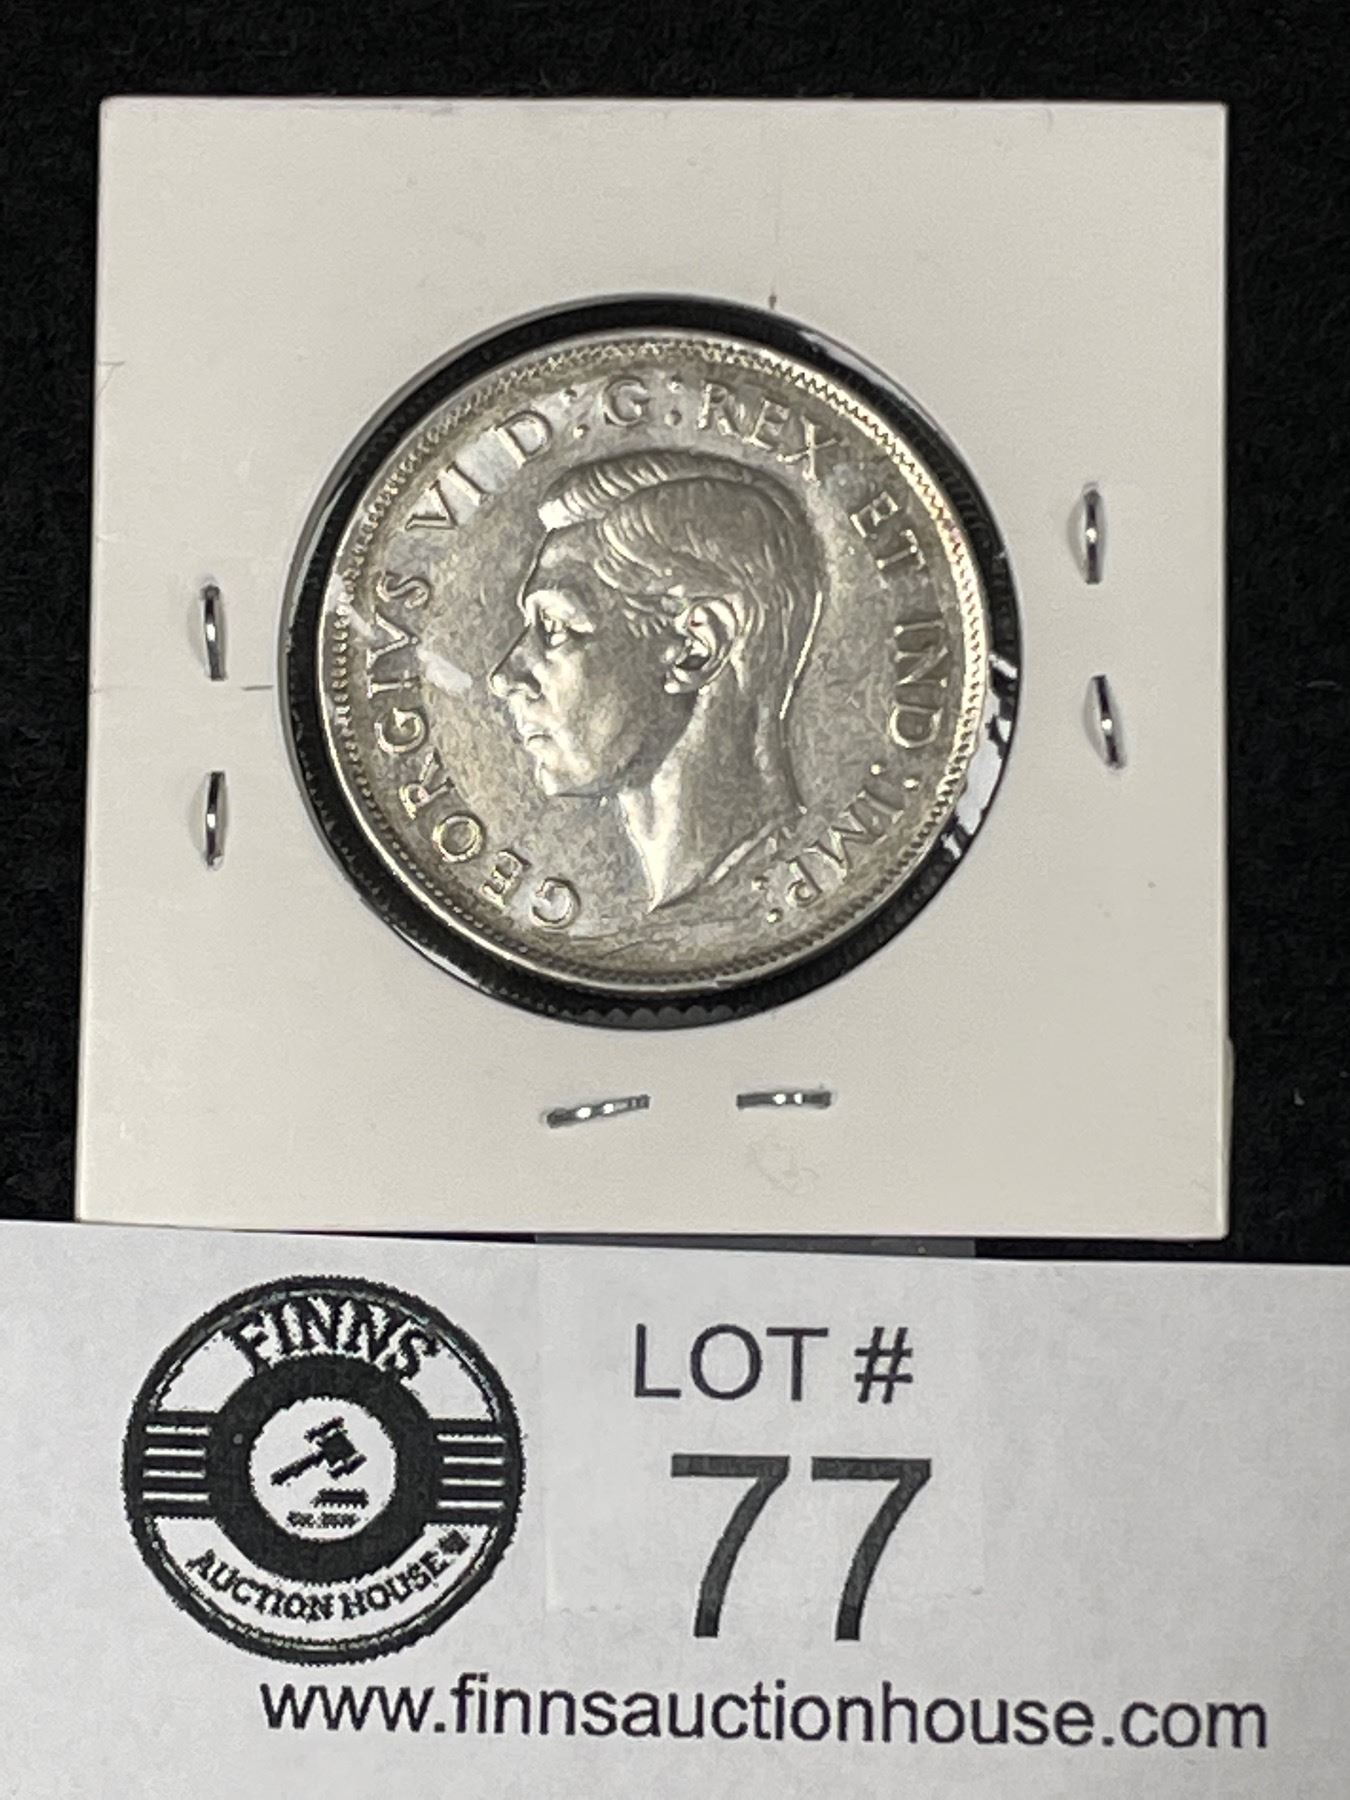 GEORGIVS VI D:G:REX ET IND:IMP:
FINNS
AUCTION HOUSE
LOT #
77
www.finnsauctionhouse.com